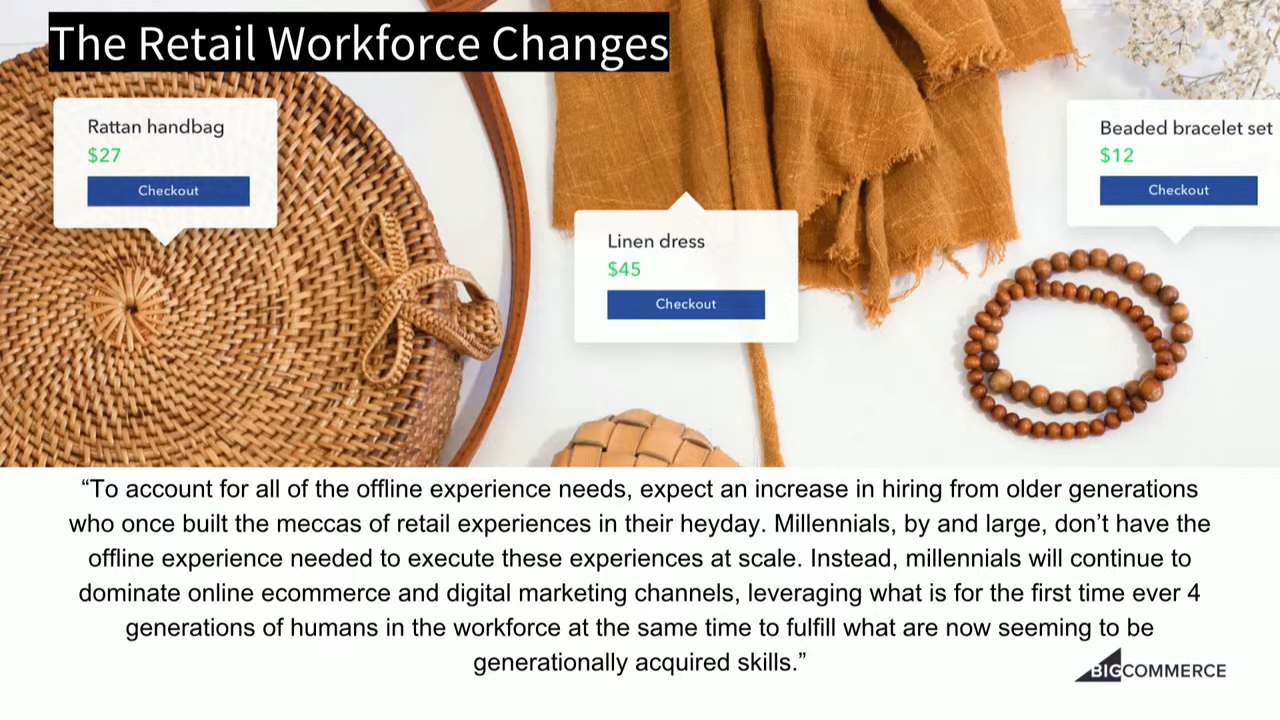 The Retail Workforce Changes
Rattan handbag
$27
Checkout
Linen dress
$45
Checkout
Beaded bracelet set
$12
Checkout
“To account for all of the offline experience needs, expect an increase in hiring from older generations
who once built the meccas of retail experiences in their heyday. Millennials, by and large, don’t have the
offline experience needed to execute these experiences at scale. Instead, millennials will continue to
dominate online ecommerce and digital marketing channels, leveraging what is for the first time ever 4
generations of humans in the workforce at the same time to fulfill what are now seeming to be
generationally acquired skills.”
BIGCOMMERCE